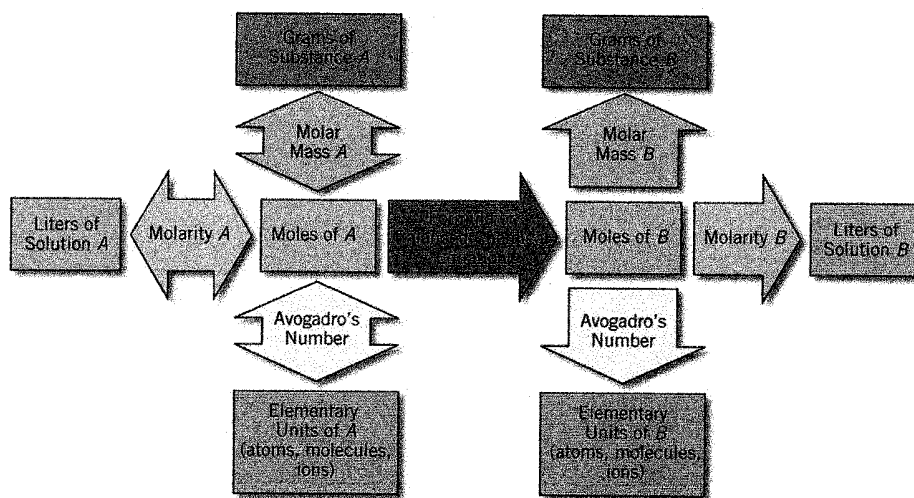 Grams of
Substance A
Grams of
Substance B
Molar
Mass A
Molar
Mass B
Liters of
Solution A
Molarity A
Moles of A
Moles of B
Molarity B
Liters of
Solution B
Avogadro's
Number
Avogadro's
Number
Elementary
Units of A
(atoms, molecules,
ions)
Elementary
Units of B
(atoms, molecules,
ions)